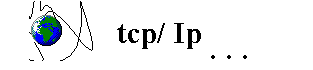 tcp/ Ip . . .